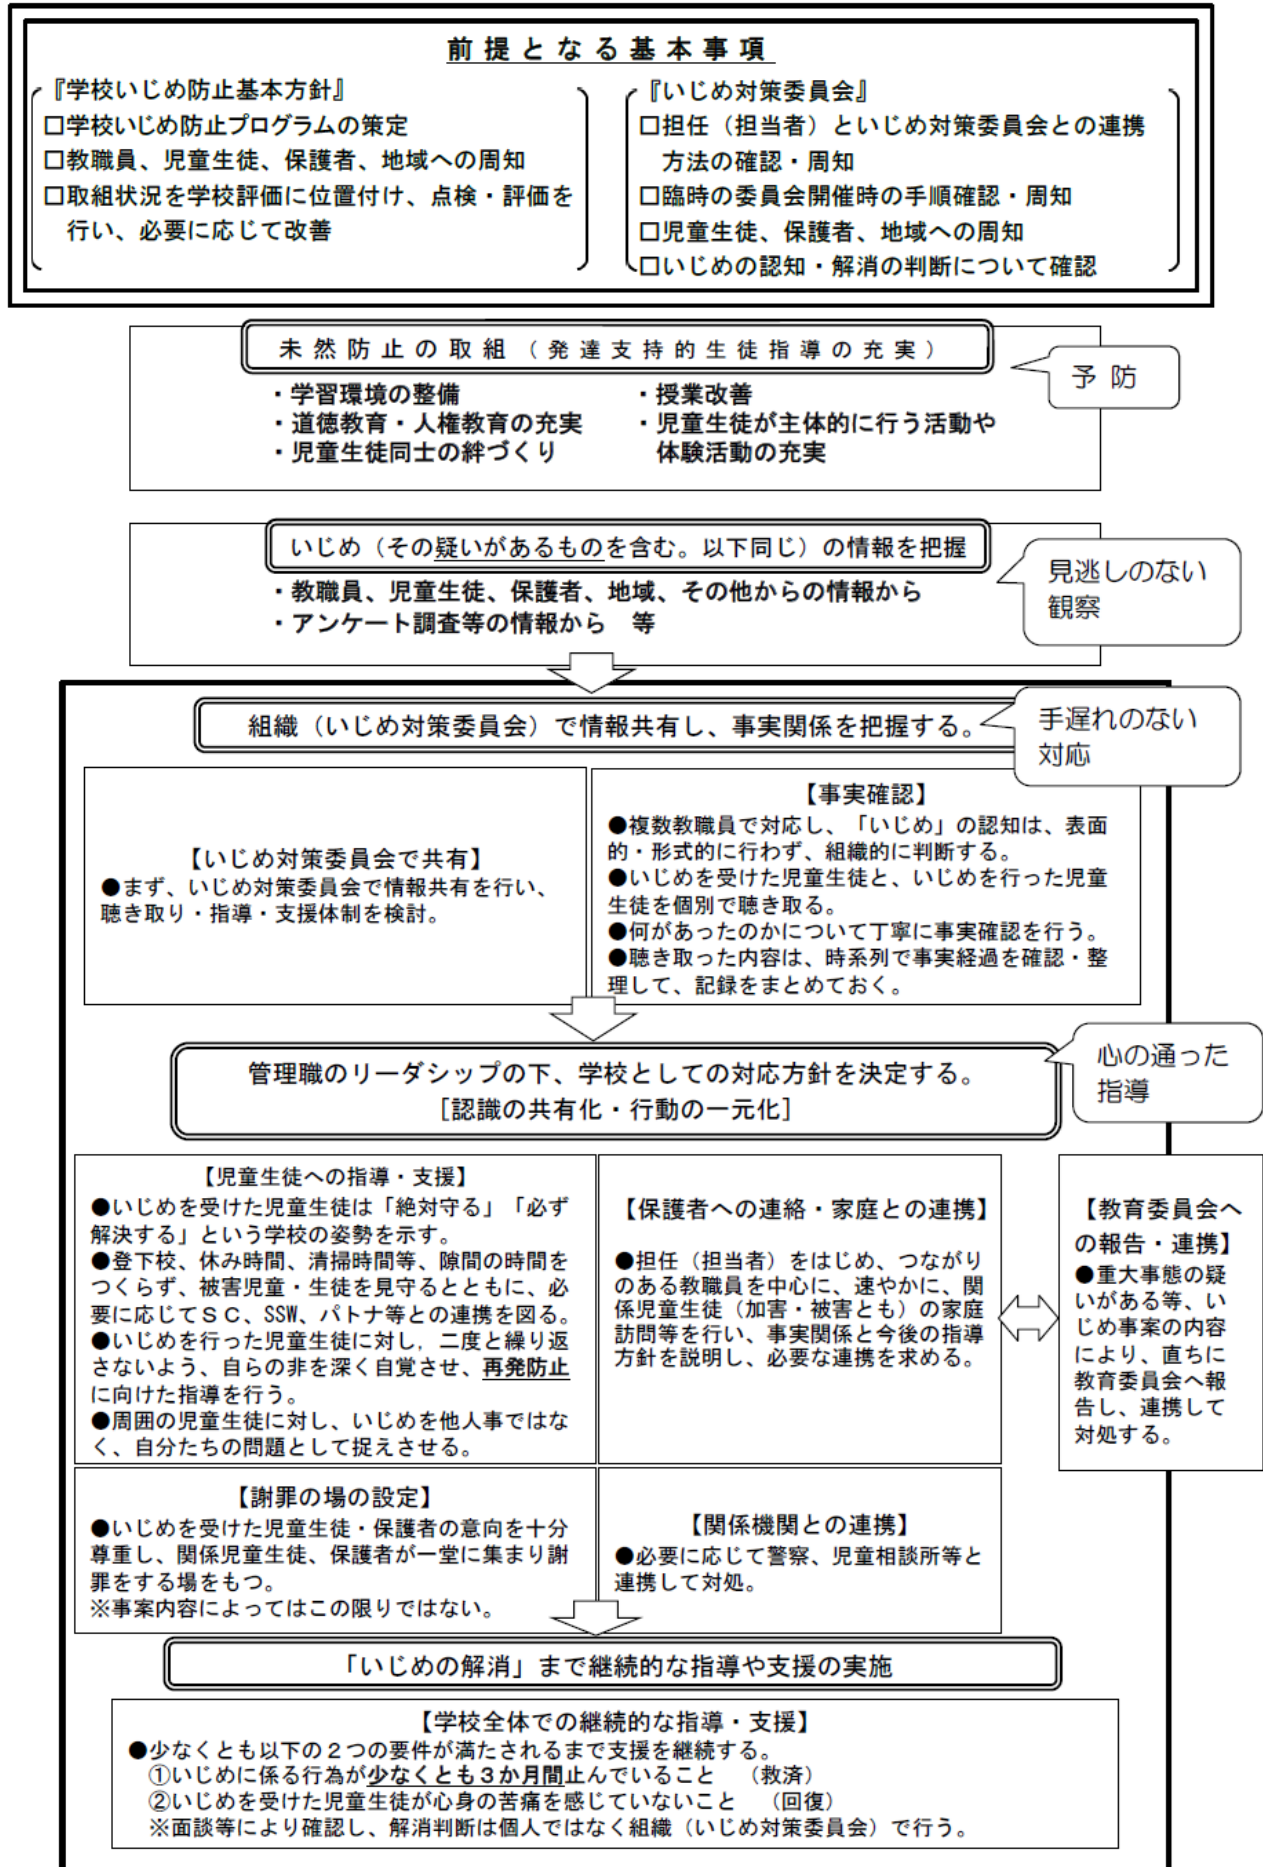 前提となる基本事項
『学校いじめ防止基本方針』
□学校いじめ防止プログラムの策定
□教職員、児童生徒、保護者、地域への周知
□取組状況を学校評価に位置付け、点検・評価を
行い、必要に応じて改善
『いじめ対策委員会』
□担任（担当者）といじめ対策委員会との連携
方法の確認・周知
□臨時の委員会開催時の手順確認・周知
□児童生徒、保護者、地域への周知
□いじめの認知・解消の判断について確認
未然防止の取組（発達支持的生徒指導の充実）
予防
・学習環境の整備
・道徳教育・人権教育の充実
・児童生徒同士の絆づくり
・授業改善
・児童生徒が主体的に行う活動や
体験活動の充実
いじめ（その疑いがあるものを含む。以下同じ）の情報を把握
見逃しのない
観察
・教職員、児童生徒、保護者、地域、その他からの情報から
・アンケート調査等の情報から　等
組織（いじめ対策委員会）で情報共有し、事実関係を把握する。
手遅れのない
対応
【いじめ対策委員会で共有】
●まず、いじめ対策委員会で情報共有を行い、
聴き取り・指導・支援体制を検討。
【事実確認】
●複数教職員で対応し、「いじめ」の認知は、表面
的・形式的に行わず、組織的に判断する。
●いじめを受けた児童生徒と、いじめを行った児童
生徒を個別で聴き取る。
●何があったのかについて丁寧に事実確認を行う。
●聴き取った内容は、時系列で事実経過を確認・整
理して、記録をまとめておく。
管理職のリーダシップの下、学校としての対応方針を決定する。
［認識の共有化・行動の一元化］
心の通った
指導
【児童生徒への指導・支援】
●いじめを受けた児童生徒は「絶対守る」「必ず
解決する」という学校の姿勢を示す。
●登下校、休み時間、清掃時間等、隙間の時間を
つくらず、被害児童・生徒を見守るとともに、必
要に応じてＳＣ、SSW、パトナ等との連携を図る。
●いじめを行った児童生徒に対し，二度と繰り返
さないよう、自らの非を深く自覚させ、再発防止
に向けた指導を行う。
●周囲の児童生徒に対し、いじめを他人事ではな
く、自分たちの問題として捉えさせる。
【保護者への連絡・家庭との連携】
●担任（担当者）をはじめ、つながり
のある教職員を中心に、速やかに、関
係児童生徒（加害・被害とも）の家庭
訪問等を行い、事実関係と今後の指導
方針を説明し、必要な連携を求める。
【教育委員会へ
の報告・連携】
●重大事態の疑
いがある等、い
じめ事案の内容
により、直ちに
教育委員会へ報
告し、連携して
対処する。
【謝罪の場の設定】
●いじめを受けた児童生徒・保護者の意向を十分
尊重し、関係児童生徒、保護者が一堂に集まり謝
罪をする場をもつ。
※事案内容によってはこの限りではない。
【関係機関との連携】
●必要に応じて警察、児童相談所等と
連携して対処。
「いじめの解消」まで継続的な指導や支援の実施
【学校全体での継続的な指導・支援】
●少なくとも以下の２つの要件が満たされるまで支援を継続する。
①いじめに係る行為が少なくとも３か月間止んでいること　（救済）
②いじめを受けた児童生徒が心身の苦痛を感じていないこと　（回復）
※面談等により確認し、解消判断は個人ではなく組織（いじめ対策委員会）で行う。